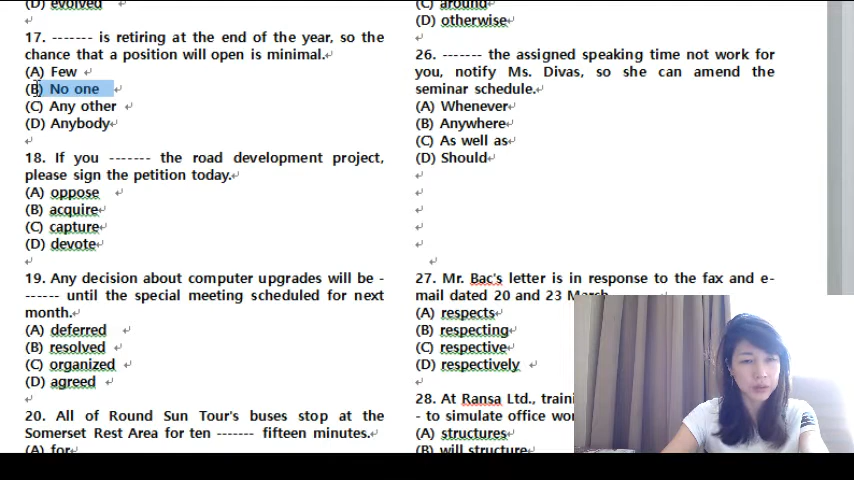 (D) evolved
17. ------- is retiring at the end of the year, so the
chance that a position will open is minimal.
(A) Few
(B) No one
(C) Any other
(D) Anybody
18. If you ------- the road development project,
please sign the petition today.
(A) oppose
(B) acquire
(C) capture
(D) devote
19. Any decision about computer upgrades will be -
------ until the special meeting scheduled for next
month.
(A) deferred
(B) resolved
(C) organized
(D) agreed
20. All of Round Sun Tour's buses stop at the
Somerset Rest Area for ten ------- fifteen minutes.
(A) for
(C) around
(D) otherwise
26. ------- the assigned speaking time not work for
you, notify Ms. Divas, so she can amend the
seminar schedule.
(A) Whenever
(B) Anywhere
(C) As well as
(D) Should
27. Mr. Bac's letter is in response to the fax and e-
mail dated 20 and 23 March
(A) respects
(B) respecting
(C) respective
(D) respectively
28. At Ransa Ltd.,
- to simulate office
(A) structures
(B) will structure